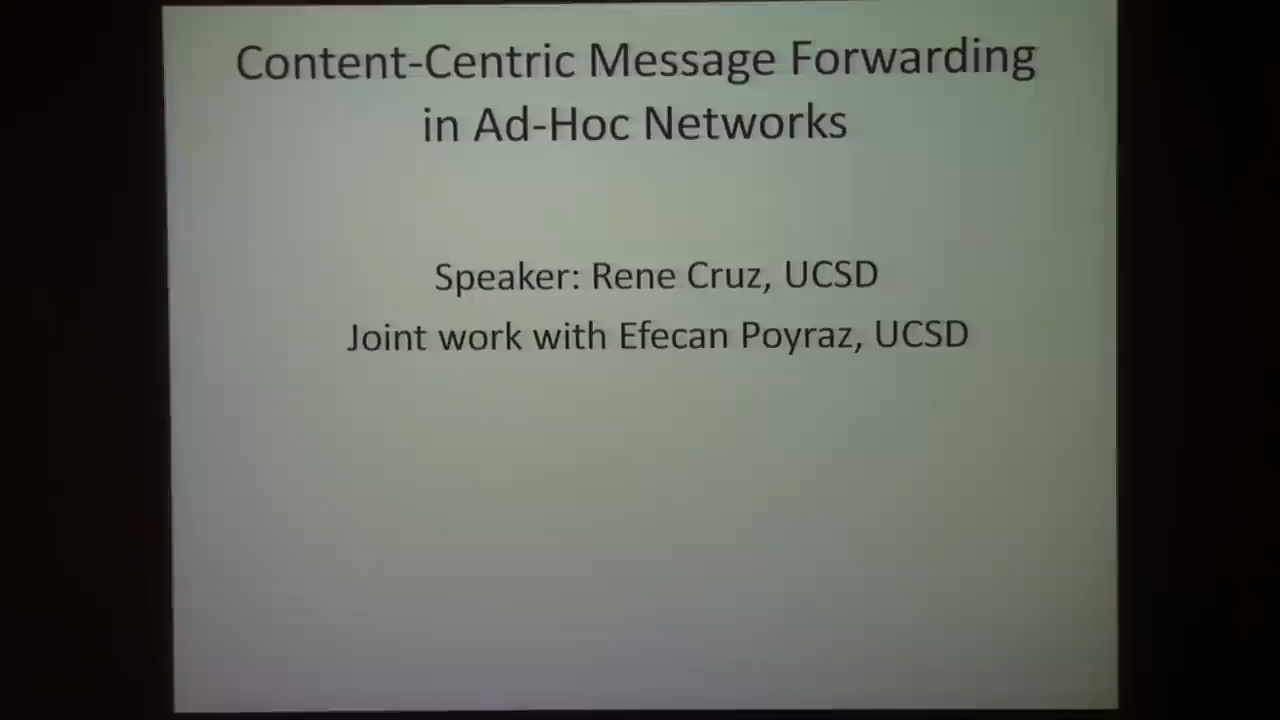 Content-Centric Message Forwarding
in Ad-Hoc Networks
Speaker: Rene Cruz, UCSD
Joint work with Efecan Poyraz, UCSD